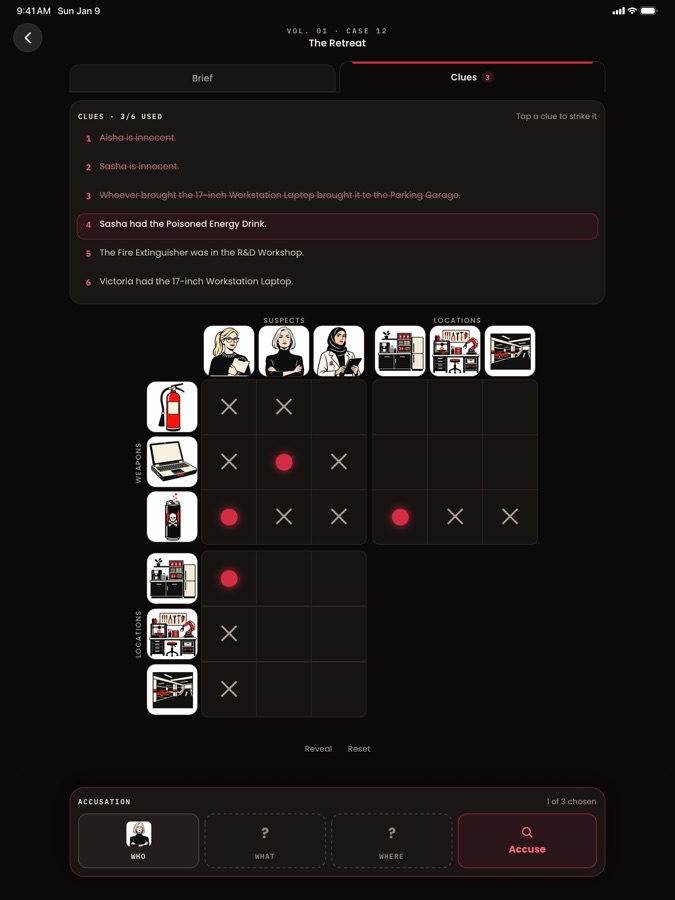 9:41 AM Sun Jan 9
VOL. 01 · CASE 12
The Retreat
Brief
Clues 3
CLUES · 3/6 USED
Tap a clue to strike it
1 Aisha is innocent.
2 Sasha is innocent.
3 Whoever brought the 17-inch Workstation Laptop brought it to the Parking Garage.
4 Sasha had the Poisoned Energy Drink.
5 The Fire Extinguisher was in the R&D Workshop.
6 Victoria had the 17-inch Workstation Laptop.
SUSPECTS
LOCATIONS
WEAPONS
LOCATIONS
Reveal
Reset
ACCUSATION
1 of 3 chosen
WHO
?
WHAT
?
WHERE
Accuse